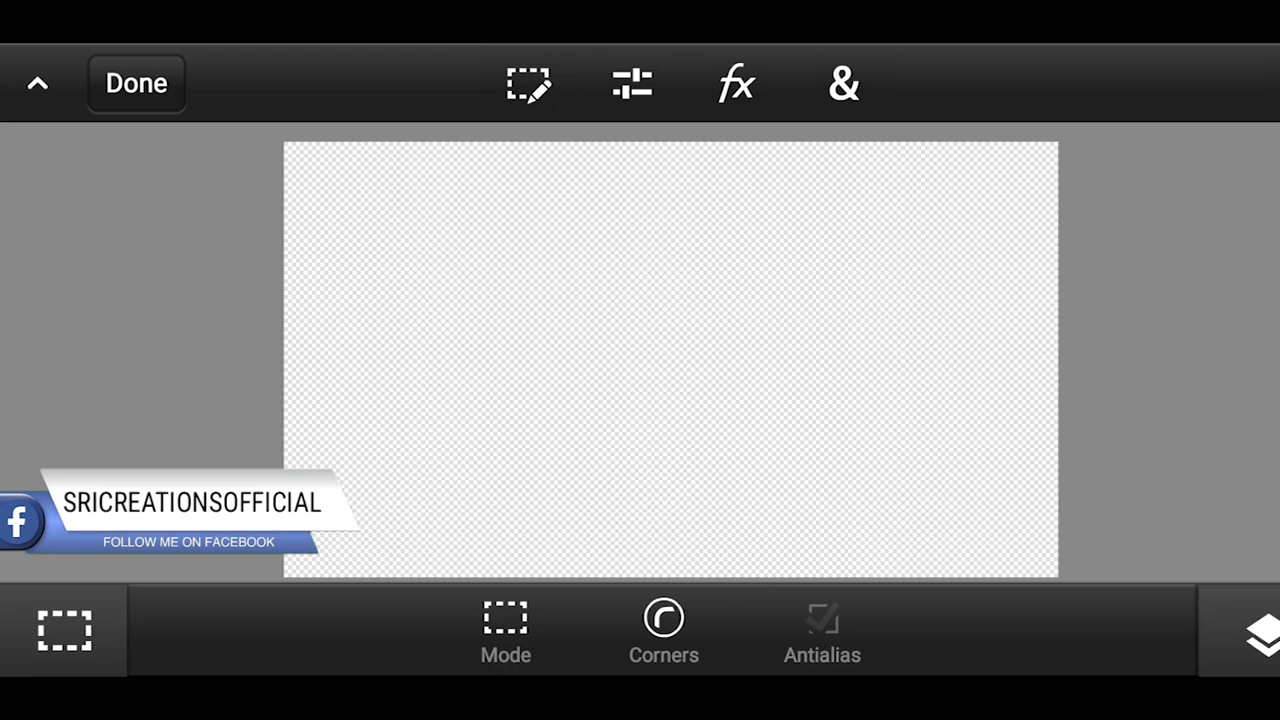 Done
fx
&
SRICREATIONSOFFICIAL
FOLLOW ME ON FACEBOOK
Mode
Corners
Antialias